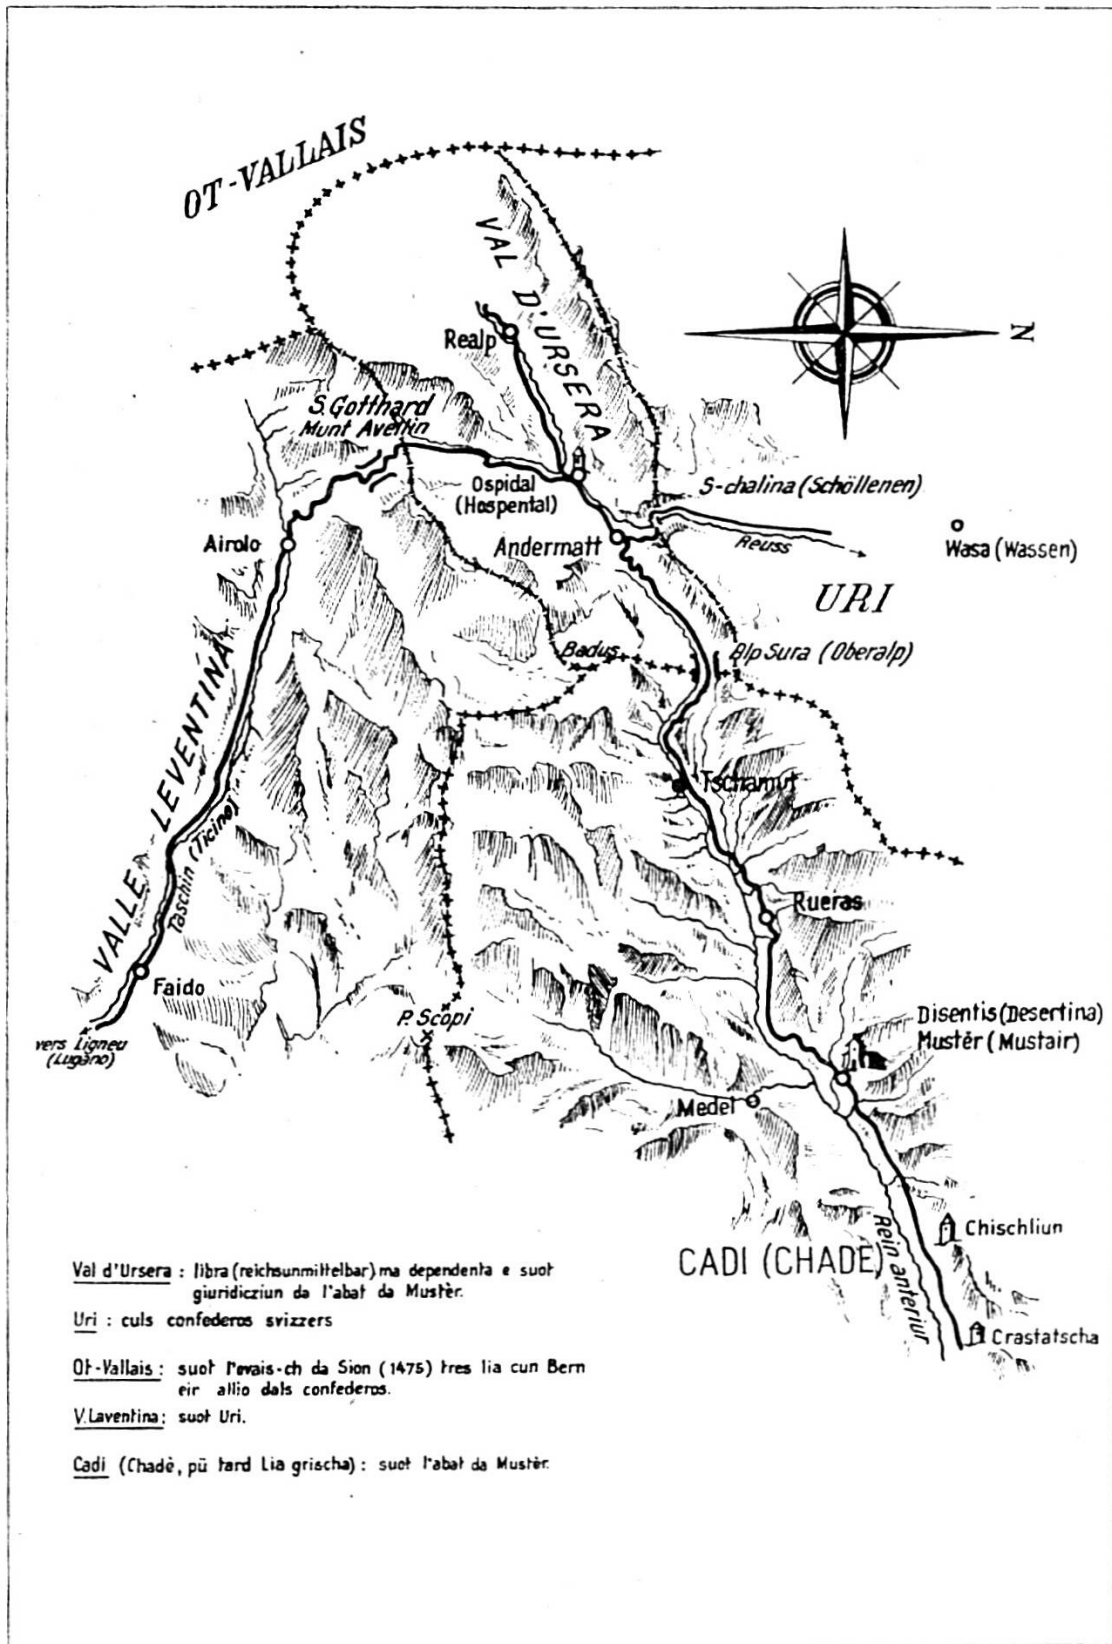 OT-VALLAIS
VAL D'URSERA
N
Realp
S. Gotthard
Munt Avettin
Ospidal
(Hospental)
S-chalina (Schöllenen)
Airolo
Andermatt
Reuss
Wasa (Wassen)
URI
Badus
Alp Sura (Oberalp)
VALLE LEVENTINA
Tschamut
Taschin (Ticino)
Rueras
Faido
P. Scopi
Disentis (Desertina)
Mustèr (Mustair)
vers Ligneu
(Lugano)
Medel
Chischliun
CADI (CHADÈ)
Rein anteriur
Crastatscha
Val d'Ursera : libra (reichsunmittelbar) ma dependenta e suot
giuridicziun da l'abat da Mustèr.
Uri : culs confederos svizzers
Ot-Vallais : suot l'evais-ch da Sion (1475) tres lia cun Bern
eir allio dals confederos.
V. Laventina : suot Uri.
Cadi (Chadè, pü tard Lia grischa) : suot l'abat da Mustèr.